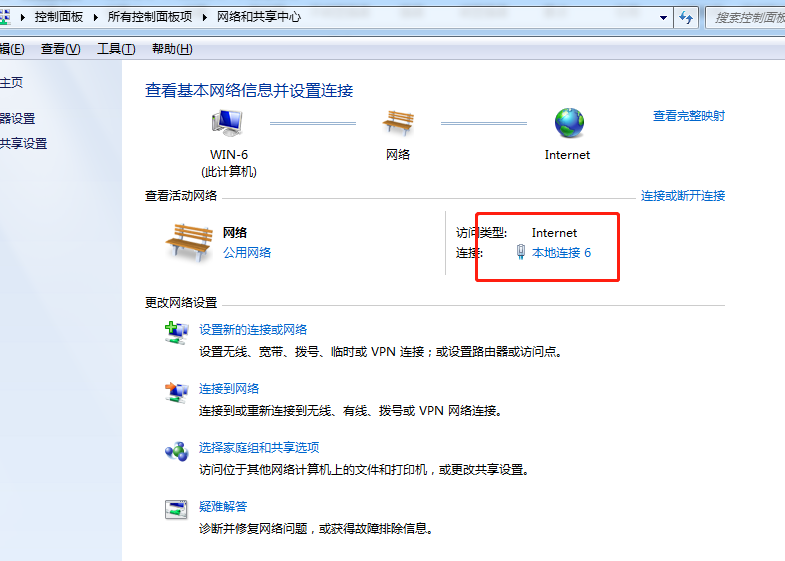 控制面板 ▸ 所有控制面板项 ▸ 网络和共享中心
搜索控制面板
辑(E) 查看(V) 工具(T) 帮助(H)
主页
器设置
共享设置
查看基本网络信息并设置连接
查看完整映射
WIN-6
(此计算机)
网络
Internet
查看活动网络
连接或断开连接
网络
公用网络
访问类型: Internet
连接: 本地连接 6
更改网络设置
设置新的连接或网络
设置无线、宽带、拨号、临时或 VPN 连接；或设置路由器或访问点。
连接到网络
连接到或重新连接到无线、有线、拨号或 VPN 网络连接。
选择家庭组和共享选项
访问位于其他网络计算机上的文件和打印机，或更改共享设置。
疑难解答
诊断并修复网络问题，或获得故障排除信息。